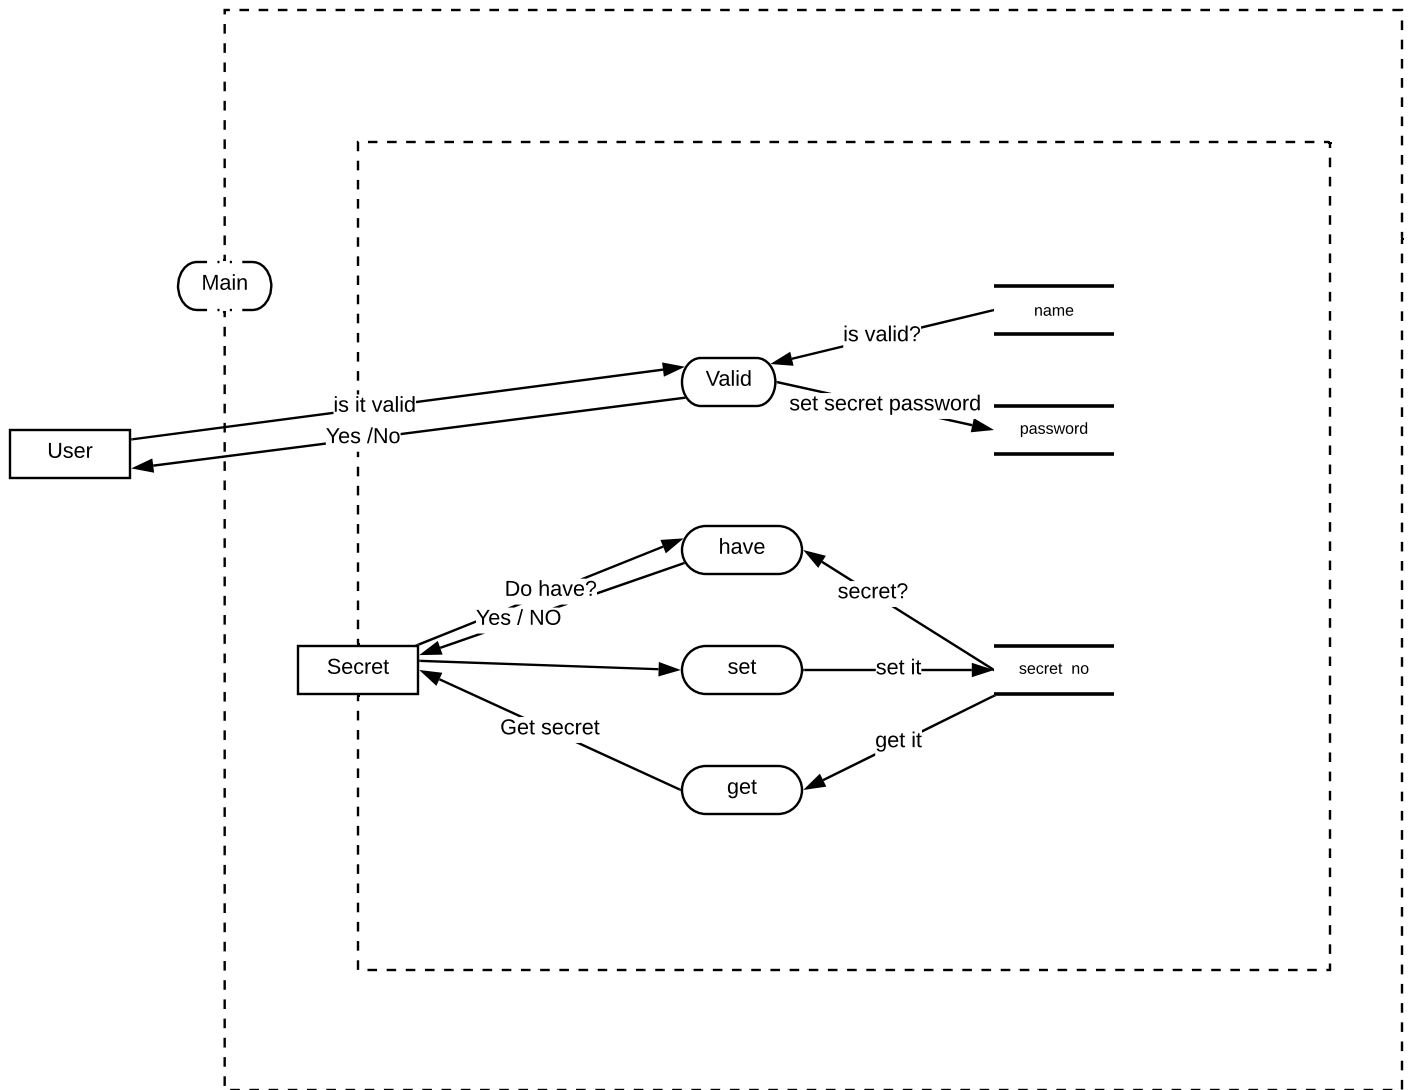 Main
name
is valid?
Valid
is it valid
set secret password
password
Yes /No
User
have
Do have?
secret?
Yes / NO
Secret
set
set it
secret  no
Get secret
get it
get